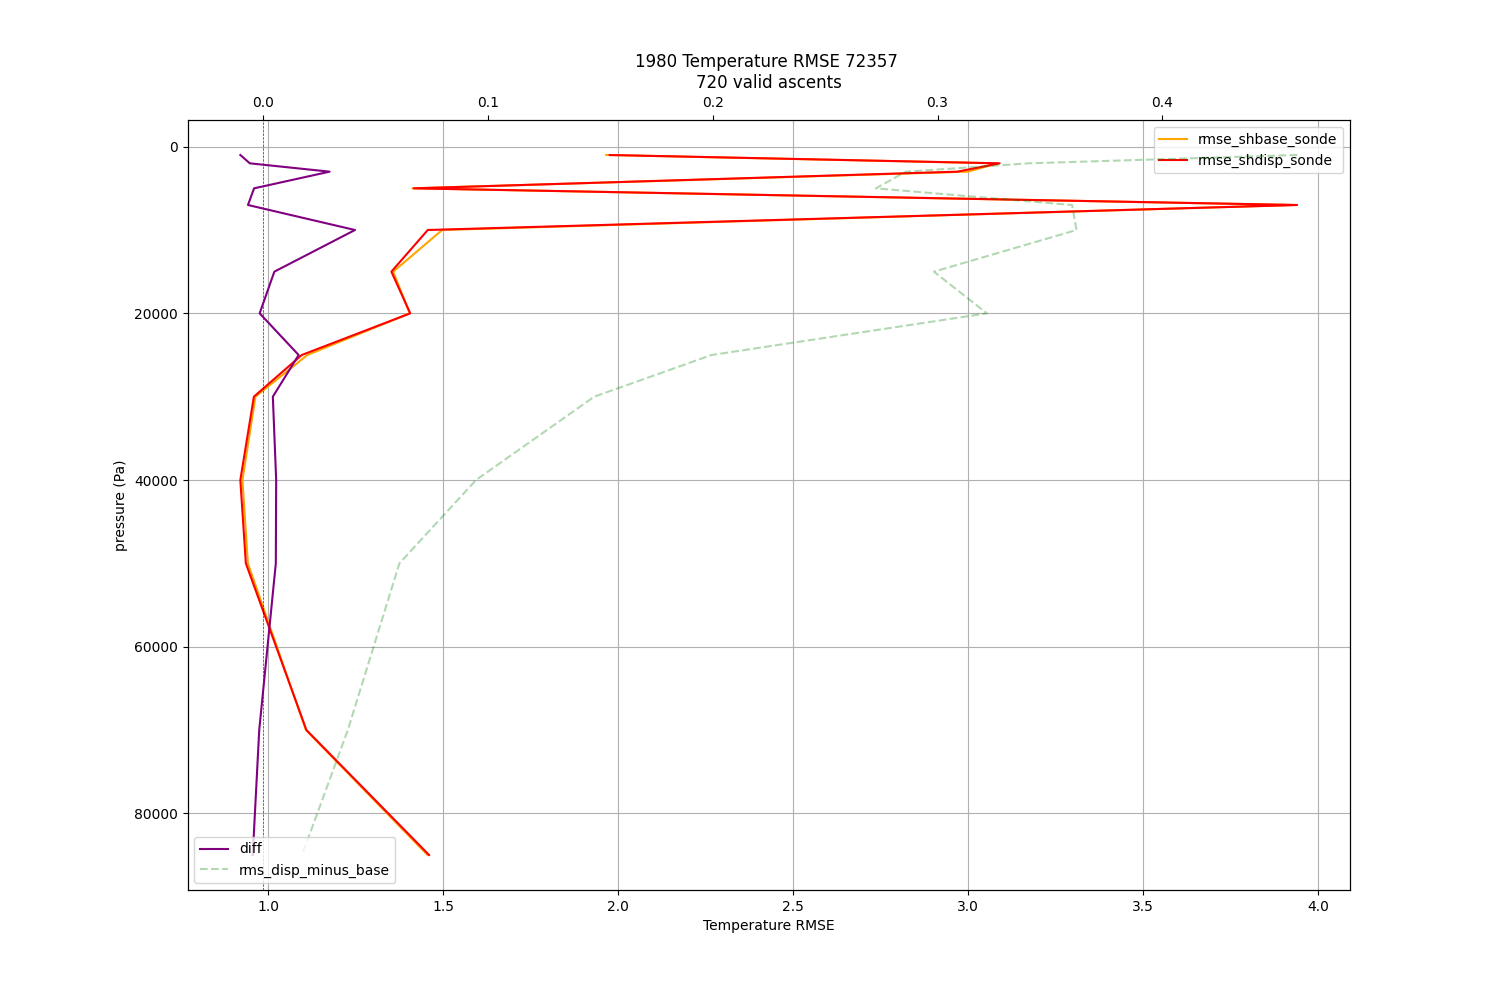 1980 Temperature RMSE 72357
720 valid ascents
0.0 0.1 0.2 0.3 0.4
rmse_shbase_sonde
rmse_shdisp_sonde
0
20000
40000
60000
80000
pressure (Pa)
diff
rms_disp_minus_base
1.0 1.5 2.0 2.5 3.0 3.5 4.0
Temperature RMSE